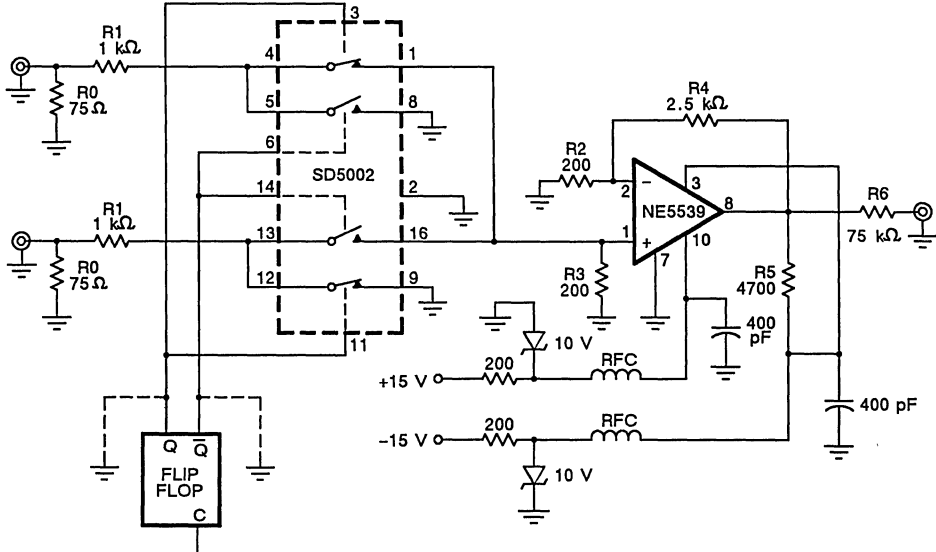 3
R1
1 kΩ
4
1
R4
2.5 kΩ
R0
75Ω
5
8
R2
200
6
SD5002
14
2
2
−
3
NE5539
8
R6
75 kΩ
R1
1 kΩ
13
16
1
+
10
7
R0
75Ω
12
9
R3
200
R5
4700
11
10 V
400
pF
200
RFC
+15 V
400 pF
200
RFC
−15 V
Q
Q̅
10 V
FLIP
FLOP
C